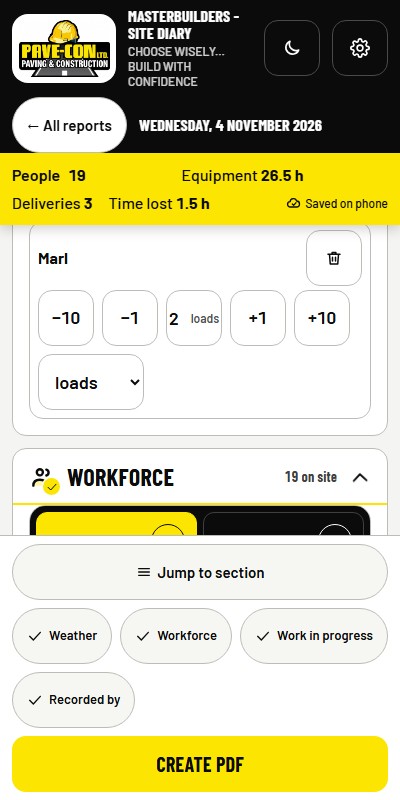 PAVE-CON LTD.
PAVING & CONSTRUCTION
MASTERBUILDERS -
SITE DIARY
CHOOSE WISELY...
BUILD WITH
CONFIDENCE
← All reports
WEDNESDAY, 4 NOVEMBER 2026
People 19 Equipment 26.5 h
Deliveries 3 Time lost 1.5 h Saved on phone
Marl
−10 −1 2 loads +1 +10
loads
WORKFORCE 19 on site
Jump to section
Weather Workforce Work in progress
Recorded by
CREATE PDF